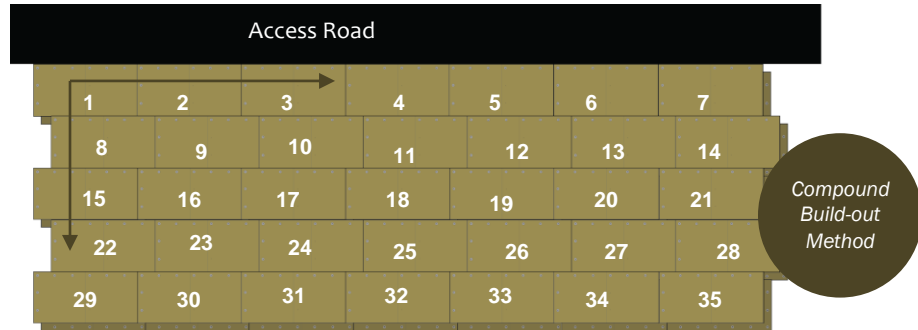 Access Road
1 2 3 4 5 6 7
8 9 10 11 12 13 14
15 16 17 18 19 20 21
22 23 24 25 26 27 28
29 30 31 32 33 34 35
Compound
Build-out
Method